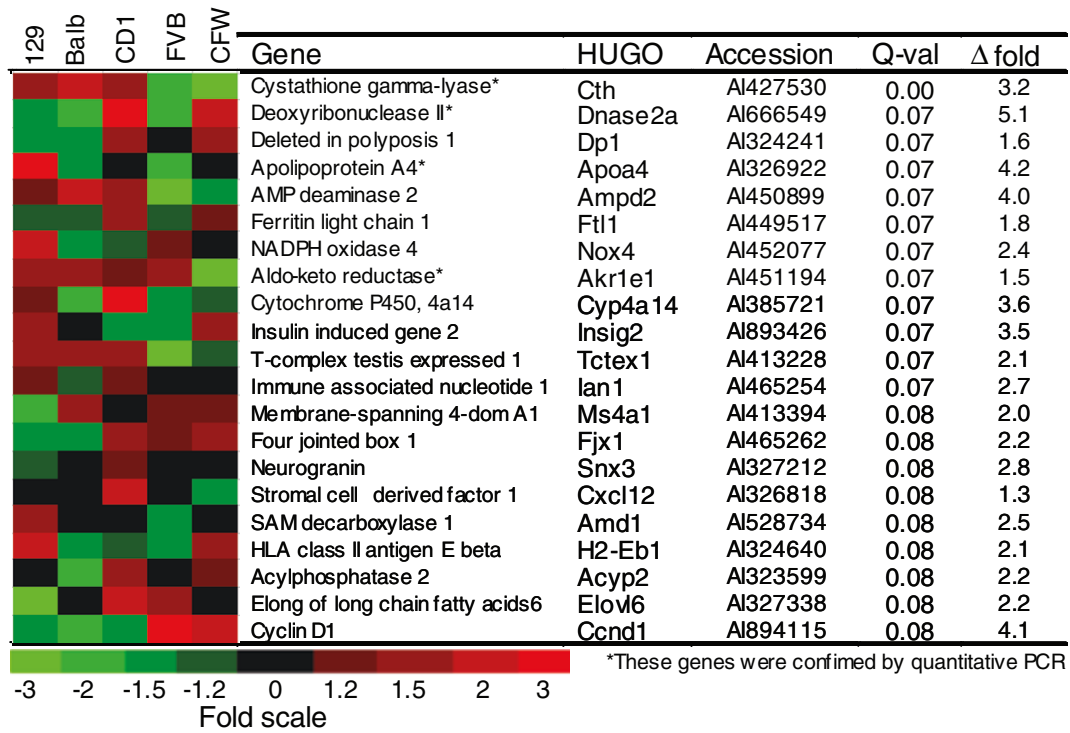 129 Balb CD1 FVB CFW
Gene HUGO Accession Q-val Δ fold
Cystathione gamma-lyase* Cth AI427530 0.00 3.2
Deoxyribonuclease II* Dnase2a AI666549 0.07 5.1
Deleted in polyposis 1 Dp1 AI324241 0.07 1.6
Apolipoprotein A4* Apoa4 AI326922 0.07 4.2
AMP deaminase 2 Ampd2 AI450899 0.07 4.0
Ferritin light chain 1 Ftl1 AI449517 0.07 1.8
NADPH oxidase 4 Nox4 AI452077 0.07 2.4
Aldo-keto reductase* Akr1e1 AI451194 0.07 1.5
Cytochrome P450, 4a14 Cyp4a14 AI385721 0.07 3.6
Insulin induced gene 2 Insig2 AI893426 0.07 3.5
T-complex testis expressed 1 Tctex1 AI413228 0.07 2.1
Immune associated nucleotide 1 Ian1 AI465254 0.07 2.7
Membrane-spanning 4-dom A1 Ms4a1 AI413394 0.08 2.0
Four jointed box 1 Fjx1 AI465262 0.08 2.2
Neurogranin Snx3 AI327212 0.08 2.8
Stromal cell derived factor 1 Cxcl12 AI326818 0.08 1.3
SAM decarboxylase 1 Amd1 AI528734 0.08 2.5
HLA class II antigen E beta H2-Eb1 AI324640 0.08 2.1
Acylphosphatase 2 Acyp2 AI323599 0.08 2.2
Elong of long chain fatty acids6 Elovl6 AI327338 0.08 2.2
Cyclin D1 Ccnd1 AI894115 0.08 4.1
*These genes were confimed by quantitative PCR
-3 -2 -1.5 -1.2 0 1.2 1.5 2 3
Fold scale